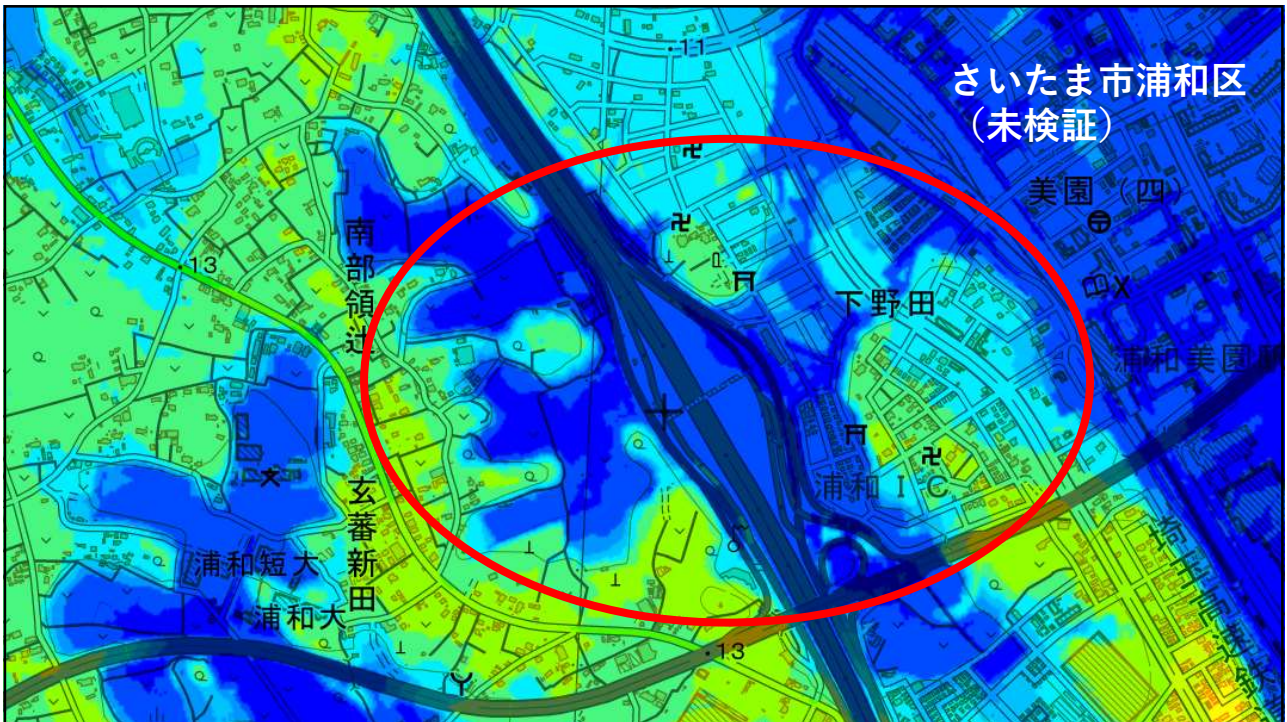 ・11
さいたま市浦和区
（未検証）
美園（四）
南部領辻
・13
下野田
浦和美園駅
浦和ＩＣ
玄蕃新田
浦和短大
浦和大
埼玉高速鉄
・13